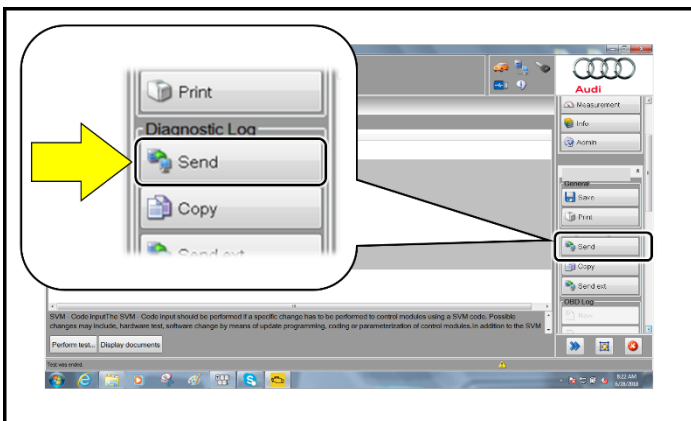 Print
Diagnostic Log
Send
Copy
Send ext
Audi
Measurement
Info
Admin
General
Save
Print
Send
Copy
Send ext
OBD Log
New
SVM - Code inputThe SVM - Code input should be performed if a specific change has to be performed to control modules using a SVM code. Possible
changes may include, hardware test, software change by means of update programming, coding or parameterization of control modules.in addition to the SVM
Perform test... Display documents
Test was ended.
8:22 AM
6/28/2018